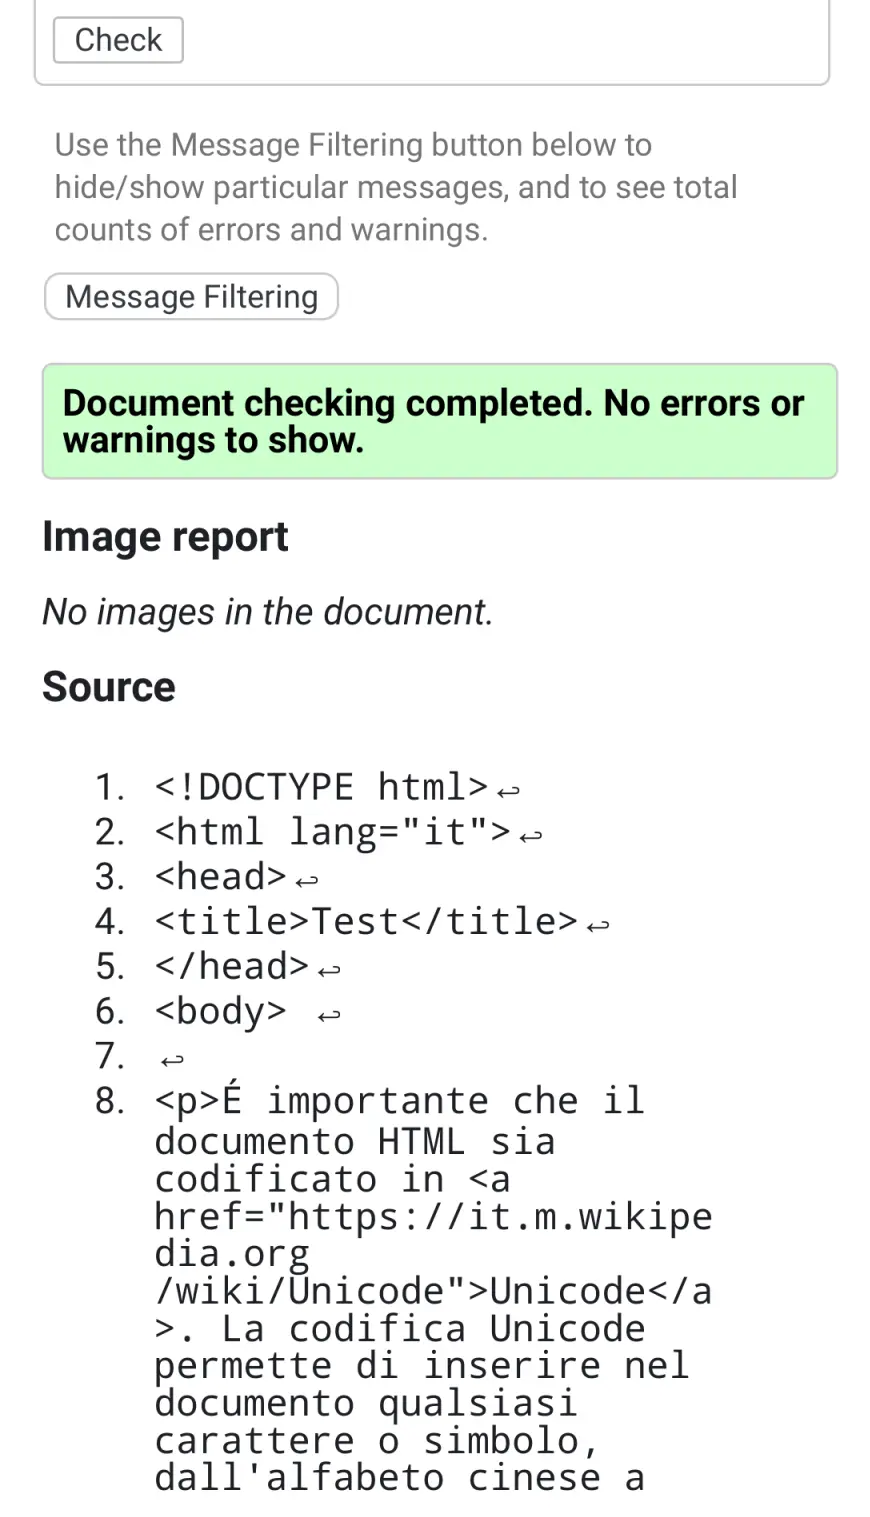 Check
Use the Message Filtering button below to
hide/show particular messages, and to see total
counts of errors and warnings.
Message Filtering
Document checking completed. No errors or
warnings to show.
Image report
No images in the document.
Source
1. <!DOCTYPE html>↩
2. <html lang="it">↩
3. <head>↩
4. <title>Test</title>↩
5. </head>↩
6. <body> ↩
7. ↩
8. <p>É importante che il
documento HTML sia
codificato in <a
href="https://it.m.wikipe
dia.org
/wiki/Unicode">Unicode</a
>. La codifica Unicode
permette di inserire nel
documento qualsiasi
carattere o simbolo,
dall'alfabeto cinese a